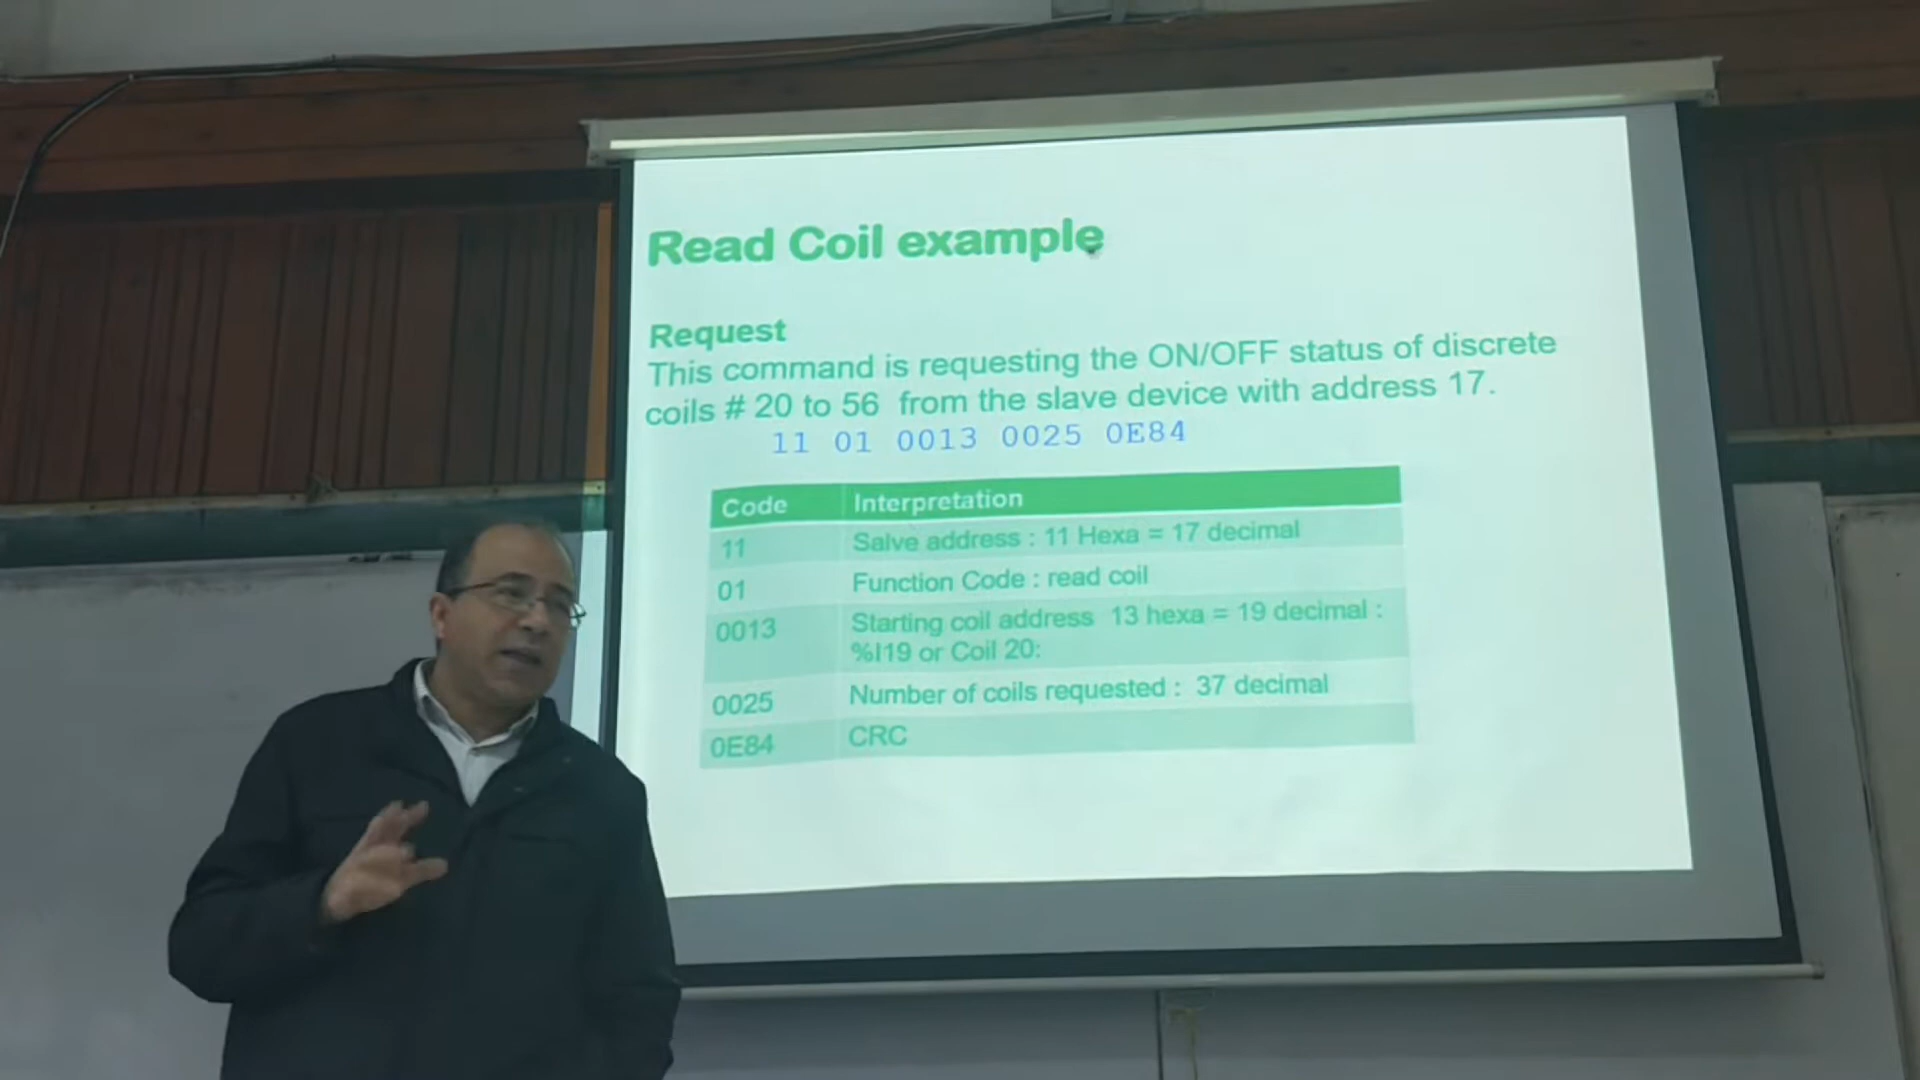 Read Coil example
Request
This command is requesting the ON/OFF status of discrete
coils # 20 to 56 from the slave device with address 17.
11 01 0013 0025 0E84
Code Interpretation
11 Salve address : 11 Hexa = 17 decimal
01 Function Code : read coil
0013 Starting coil address 13 hexa = 19 decimal :
%I19 or Coil 20:
0025 Number of coils requested : 37 decimal
0E84 CRC